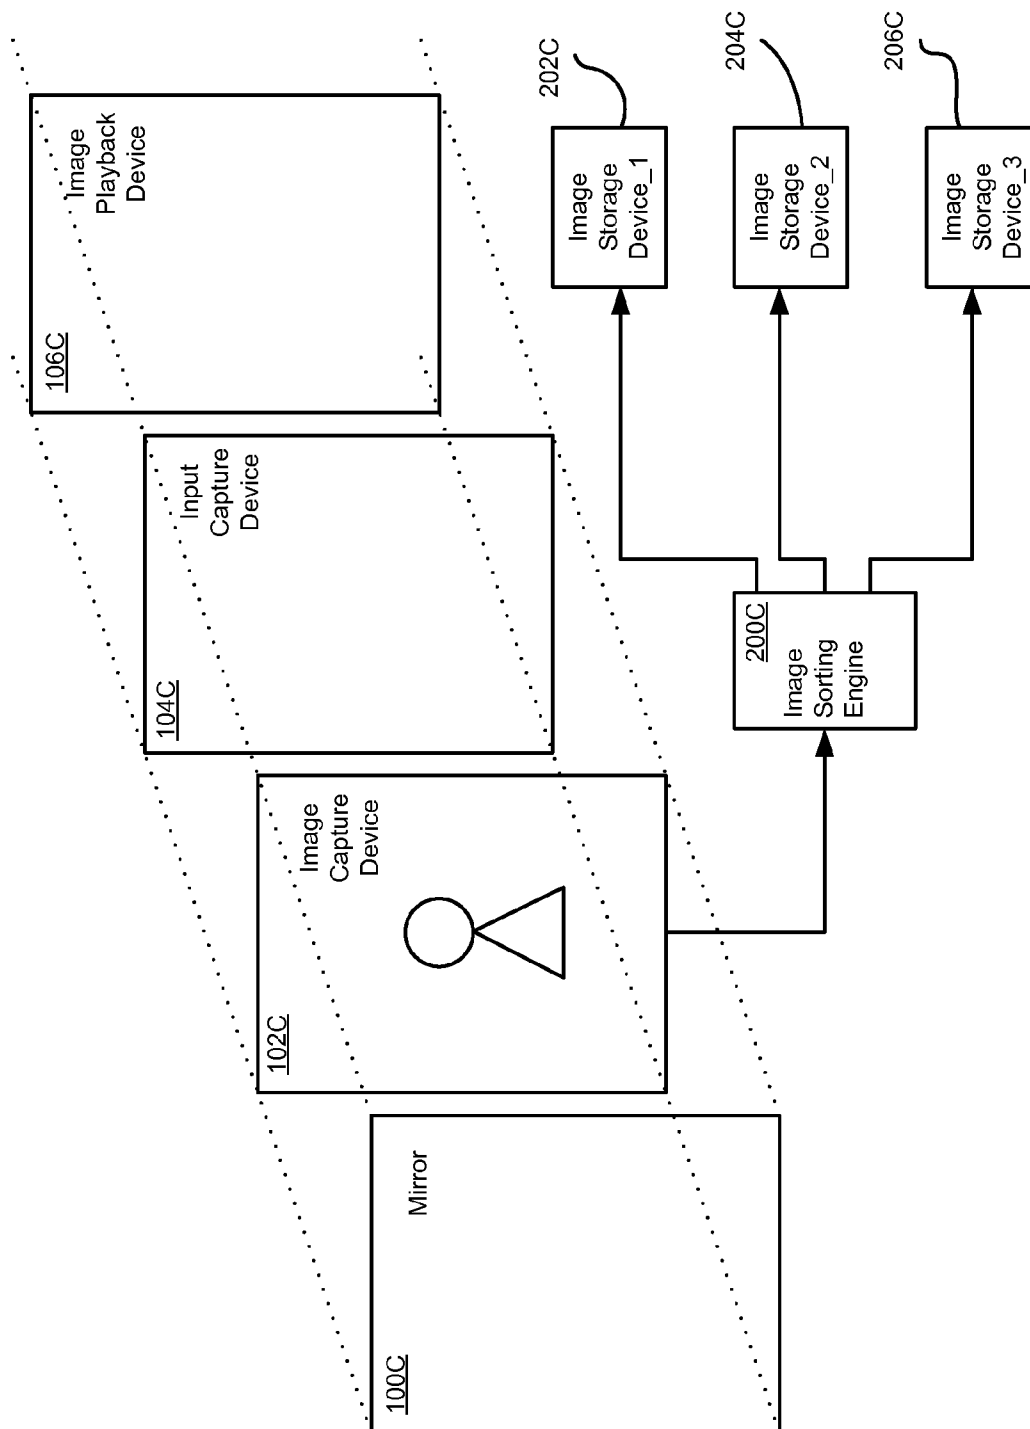 100C
Mirror
102C
Image
Capture
Device
104C
Input
Capture
Device
106C
Image
Playback
Device
200C
Image
Sorting
Engine
202C
Image
Storage
Device_1
204C
Image
Storage
Device_2
206C
Image
Storage
Device_3